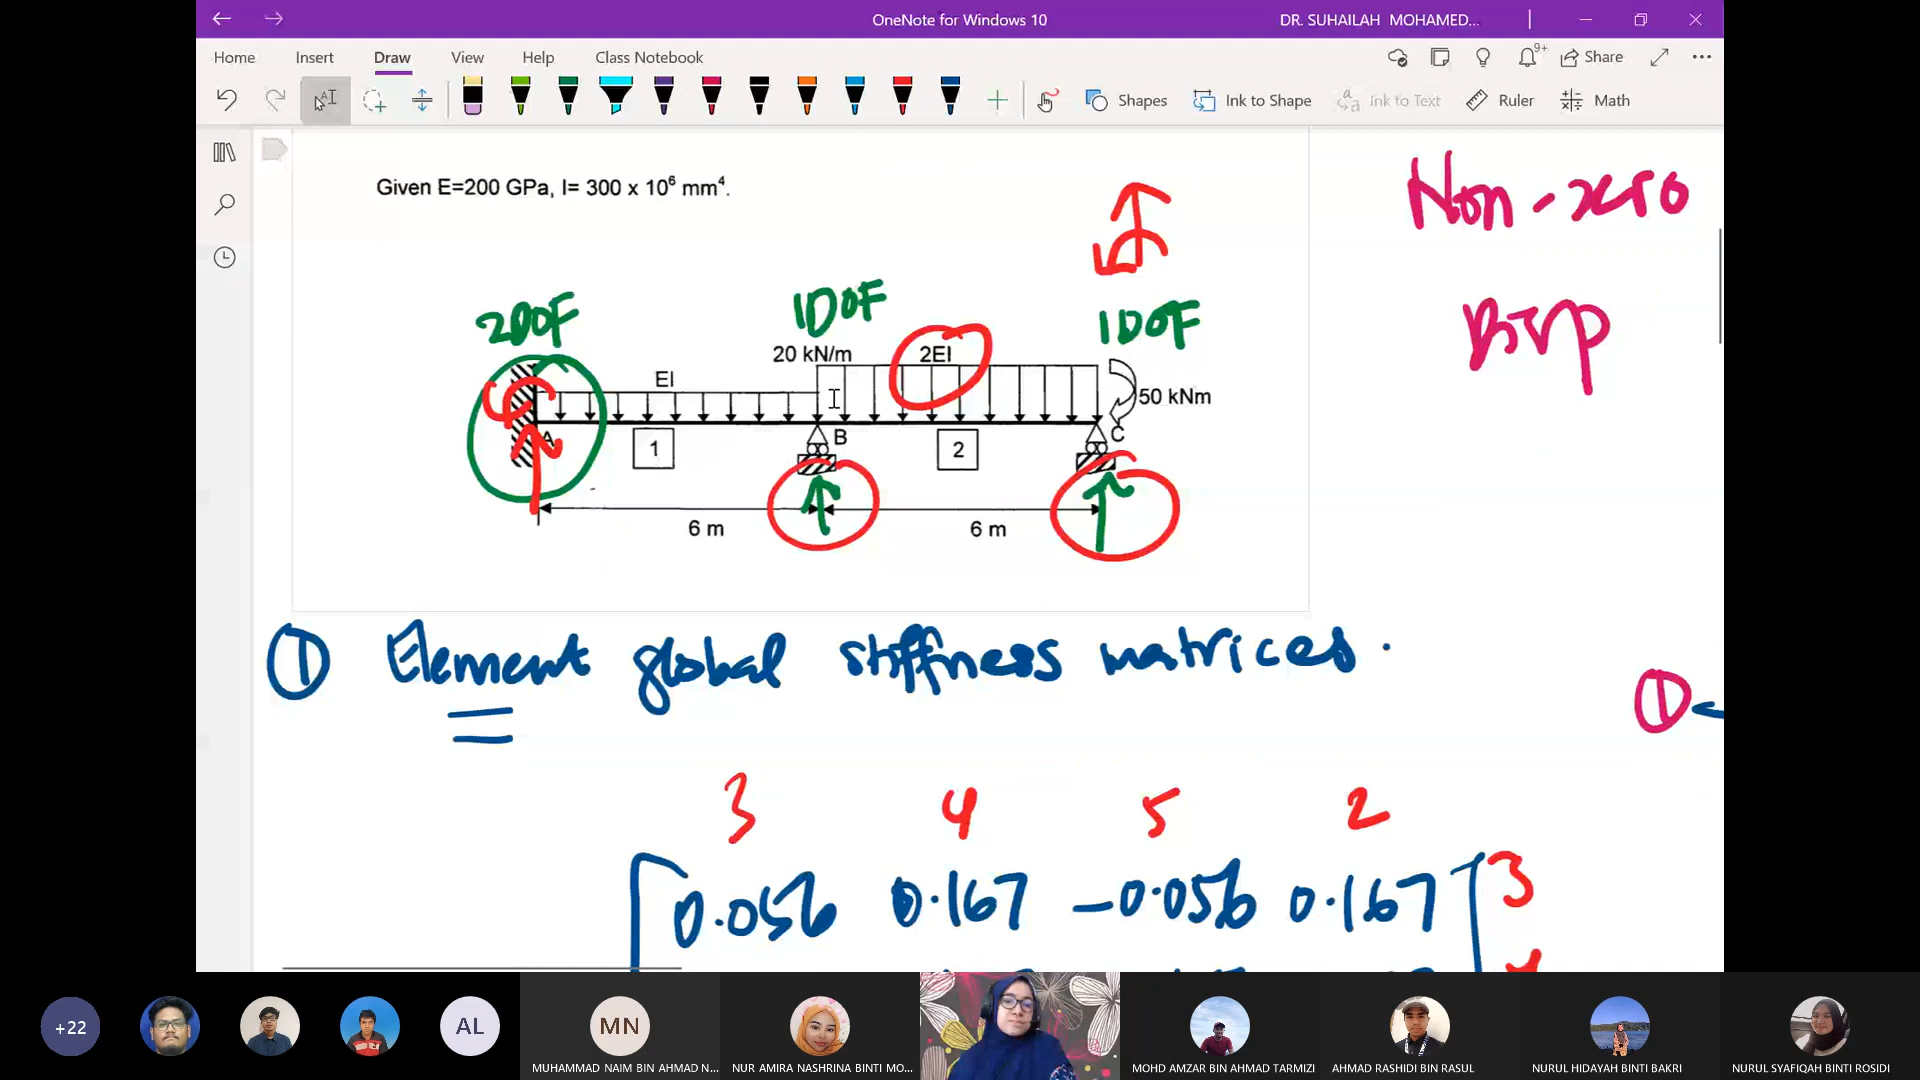 OneNote for Windows 10
DR. SUHAILAH MOHAMED...
Home Insert Draw View Help Class Notebook
9+ Share
Shapes Ink to Shape Ink to Text Ruler Math
Given E=200 GPa, I= 300 x 10⁶ mm⁴.
Non-zero
2DOF 1DOF 1DOF
20 kN/m 2EI
EI
50 kNm
A B C
1 2
6 m 6 m
① Element global stiffness matrices.
①
3 4 5 2
0.056 0.167 -0.056 0.167 3
+22
AL
MN
MUHAMMAD NAIM BIN AHMAD N...
NUR AMIRA NASHRINA BINTI MO...
MOHD AMZAR BIN AHMAD TARMIZI
AHMAD RASHIDI BIN RASUL
NURUL HIDAYAH BINTI BAKRI
NURUL SYAFIQAH BINTI ROSIDI